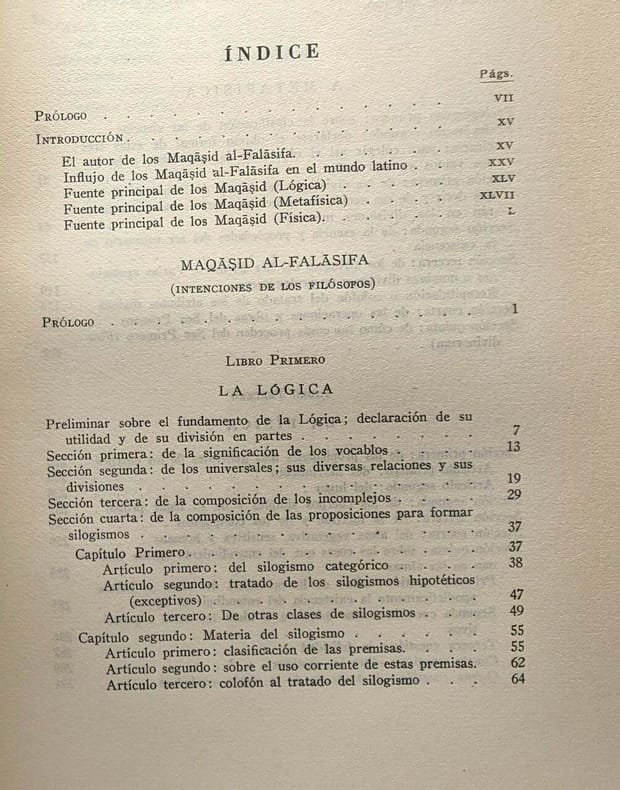 ÍNDICE
Págs.
PRÓLOGO . . . . . . . . . . . . VII
INTRODUCCIÓN . . . . . . . . . . . . XV
El autor de los Maqāṣid al-Falāsifa. . . . . . XV
Influjo de los Maqāṣid al-Falāsifa en el mundo latino . . . XXV
Fuente principal de los Maqāṣid (Lógica) . . . . . XLV
Fuente principal de los Maqāṣid (Metafísica) . . . . XLVII
Fuente principal de los Maqāṣid (Física). . . . . . L
MAQĀṢID AL-FALĀSIFA
(INTENCIONES DE LOS FILÓSOFOS)
PRÓLOGO . . . . . . . . . . . . 1
LIBRO PRIMERO
LA LÓGICA
Preliminar sobre el fundamento de la Lógica; declaración de su
utilidad y de su división en partes . . . . . . . . 7
Sección primera: de la significación de los vocablos . . . . 13
Sección segunda: de los universales; sus diversas relaciones y sus
divisiones . . . . . . . . . . . . 19
Sección tercera: de la composición de los incomplejos . . . . 29
Sección cuarta: de la composición de las proposiciones para formar
silogismos . . . . . . . . . . . . 37
Capítulo Primero. . . . . . . . . . . 37
Artículo primero: del silogismo categórico . . . . . 38
Artículo segundo: tratado de los silogismos hipotéticos
(exceptivos) . . . . . . . . . . 47
Artículo tercero: De otras clases de silogismos . . . . 49
Capítulo segundo: Materia del silogismo . . . . . . 55
Artículo primero: clasificación de las premisas. . . . 55
Artículo segundo: sobre el uso corriente de estas premisas. 62
Artículo tercero: colofón al tratado del silogismo . . . 64